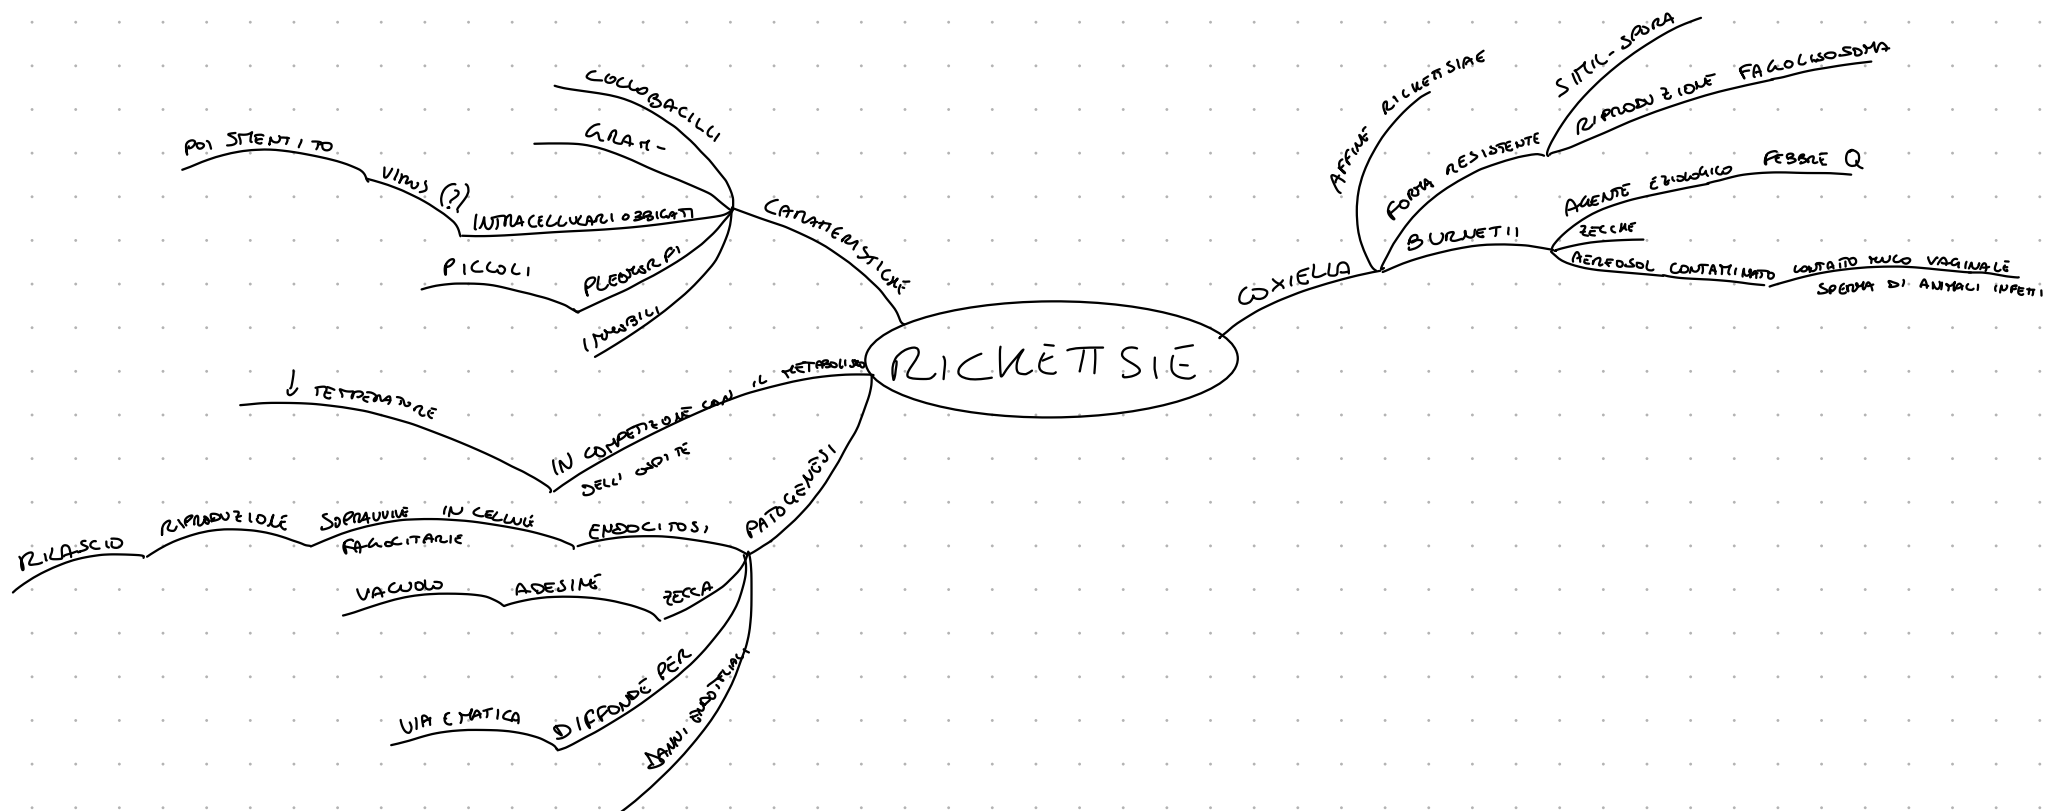 RICKETTSIE
CARATTERISTICHE
COCCOBACILLI
GRAM-
INTRACELLULARI OBBLIGATI
VIRUS (?)
POI SMENTITO
PLEOMORFI
PICCOLI
IMMOBILI
IN COMPETIZIONE CON IL METABOLISMO
DELL' OSPITE
↓ TEMPERATURE
PATOGENESI
ENDOCITOSI
SOPRAVVIVE IN CELLULE
FAGOCITARIE
RIPRODUZIONE
RILASCIO
ZECCA
ADESINE
VACUOLO
DIFFONDE PER
VIA EMATICA
DANNI ENDOTELIALI
COXIELLA
AFFINE RICKETTSIAE
FORMA RESISTENTE
SIMIL-SPORA
RIPRODUZIONE FAGOLISOSOMA
BURNETII
AGENTE EZIOLOGICO FEBBRE Q
ZECCHE
AEREOSOL CONTAMINATO
CONTATTO MUCO VAGINALE
SPERMA DI ANIMALI INFETTI